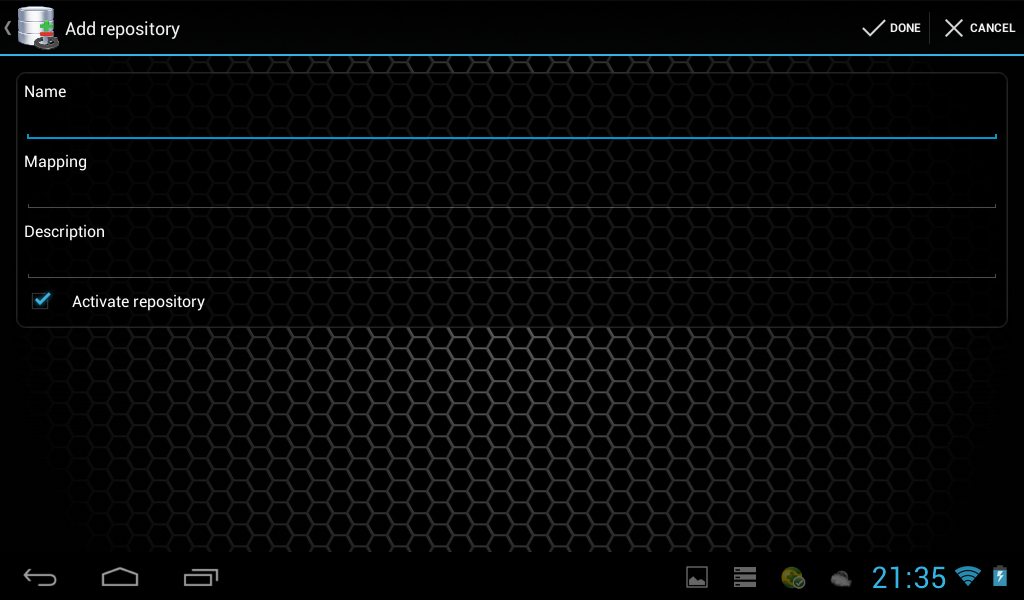 Add repository
DONE
CANCEL
Name
Mapping
Description
Activate repository
21:35